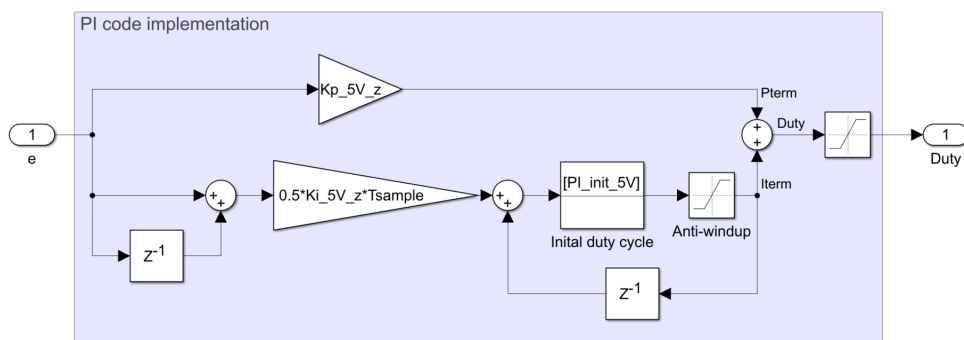 PI code implementation
Kp_5V_z
Pterm
1
e
Duty
1
Duty
0.5*Ki_5V_z*Tsample
[PI_init_5V]
Iterm
Inital duty cycle
Anti-windup
Z-1
Z-1